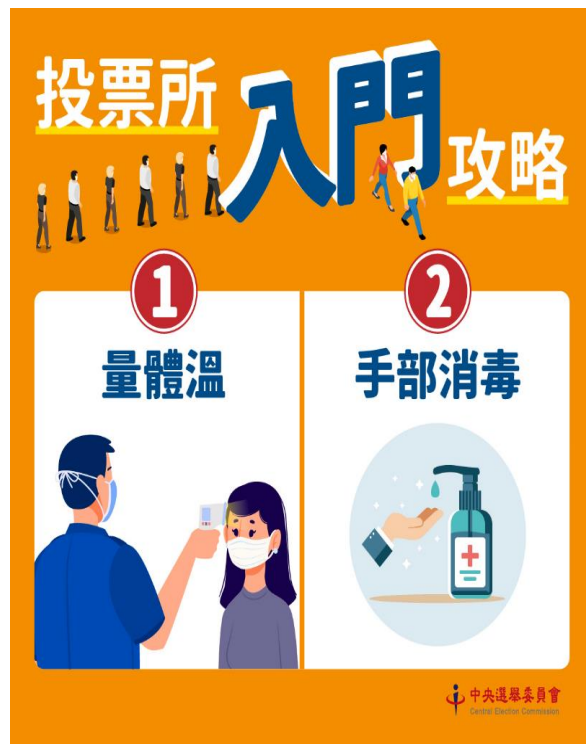 投票所入門攻略
1
2
量體溫
手部消毒
中央選舉委員會
Central Election Commission